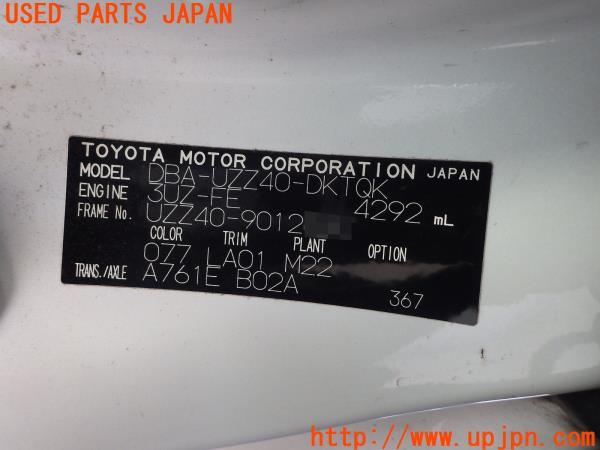 USED PARTS JAPAN
TOYOTA MOTOR CORPORATION JAPAN
MODEL DBA-UZZ40-DKTQK
ENGINE 3UZ-FE 4292 mL
FRAME No. UZZ40-9012
COLOR TRIM PLANT OPTION
077 LA01 M22
TRANS./AXLE A761E B02A 367
http://www.upjpn.com